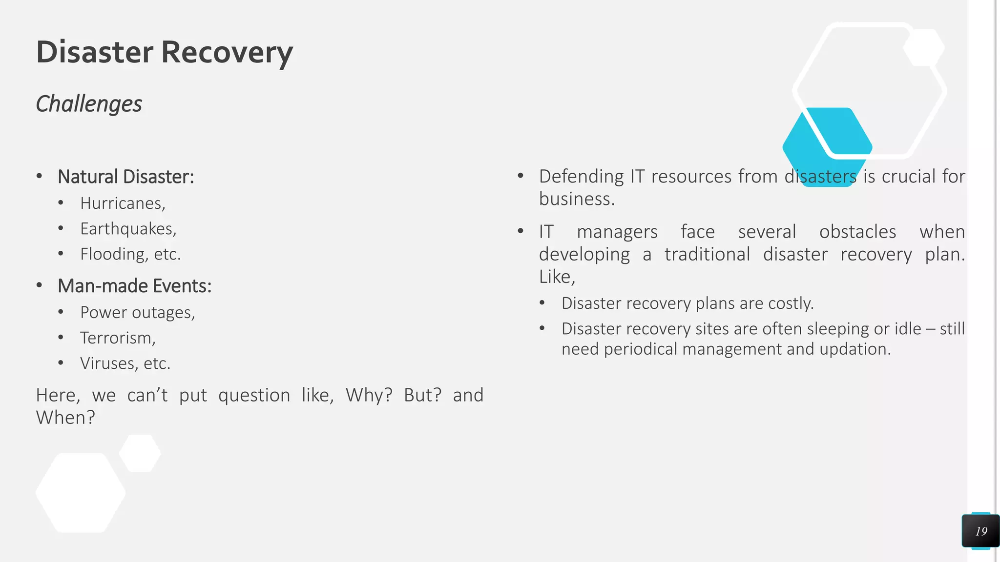 Disaster Recovery
Challenges
• Natural Disaster:
• Hurricanes,
• Earthquakes,
• Flooding, etc.
• Man-made Events:
• Power outages,
• Terrorism,
• Viruses, etc.
Here, we can’t put question like, Why? But? and
When?
• Defending IT resources from disasters is crucial for
business.
• IT managers face several obstacles when
developing a traditional disaster recovery plan.
Like,
• Disaster recovery plans are costly.
• Disaster recovery sites are often sleeping or idle – still
need periodical management and updation.
19